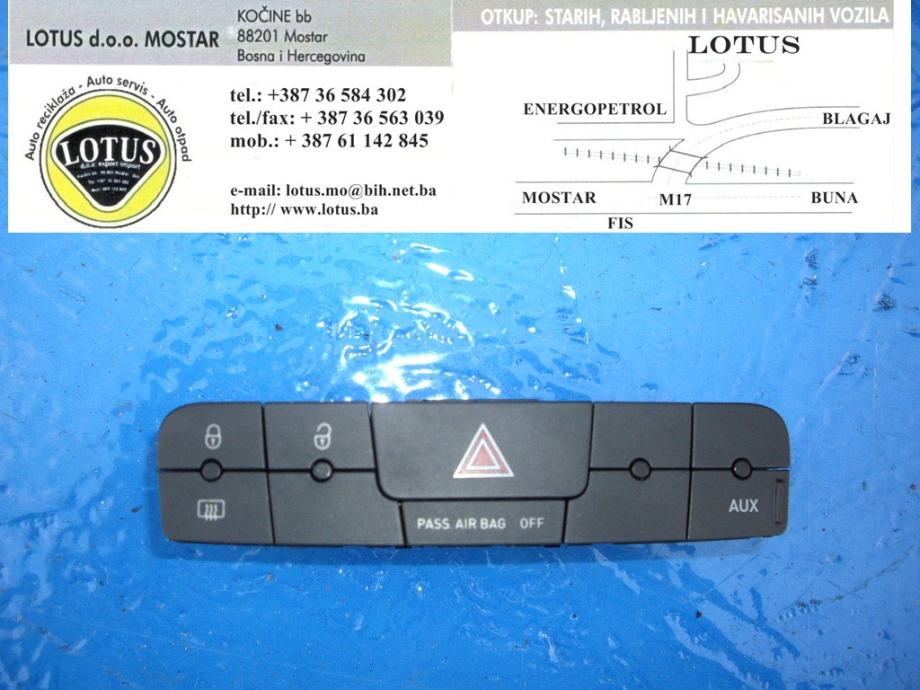 LOTUS d.o.o. MOSTAR
KOČINE bb
88201 Mostar
Bosna i Hercegovina
Auto reciklaža - Auto servis - Auto otpad
LOTUS
d.o.o. export-import
tel.: +387 36 584 302
tel./fax: + 387 36 563 039
mob.: + 387 61 142 845
e-mail: lotus.mo@bih.net.ba
http:// www.lotus.ba
OTKUP: STARIH, RABLJENIH I HAVARISANIH VOZILA
LOTUS
ENERGOPETROL
BLAGAJ
MOSTAR
M17
BUNA
FIS
PASS. AIR BAG OFF
AUX